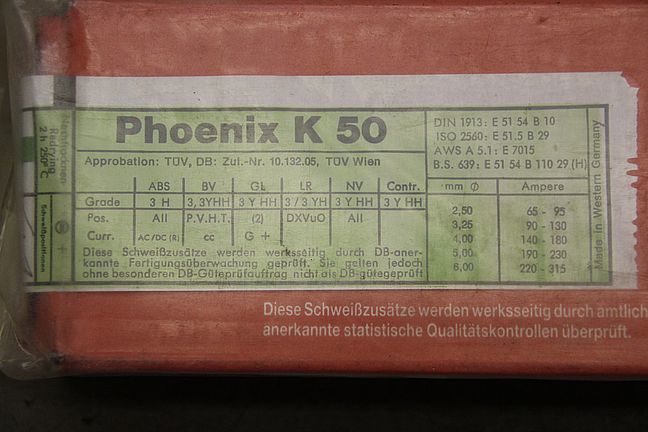 Phoenix K 50
Approbation: TÜV, DB: Zul.-Nr. 10.132.05, TÜV Wien
ABS BV GL LR NV Contr.
Grade 3 H 3,3YHH 3 Y HH 3/3 YH 3 Y HH 3 Y HH
Pos. All P.V.H.T. (2) DXVuO All
Curr. AC/DC (R) cc G +
Diese Schweißzusätze werden werksseitig durch DB-aner-
kannte Fertigungsüberwachung geprüft. Sie gelten jedoch
ohne besonderen DB-Güteprüfauftrag nicht als DB-gütegeprüft
DIN 1913: E 51 54 B 10
ISO 2560: E 51.5 B 29
AWS A 5.1: E 7015
B.S. 639: E 51 54 B 110 29 (H)
mm Ø Ampere
2,50 65 - 95
3,25 90 - 130
4,00 140 - 180
5,00 190 - 230
6,00 220 - 315
Made in Western Germany
Nachtrocknen
Redrying
2 h 250° C
Schweißpositionen
Diese Schweißzusätze werden werksseitig durch amtlich
anerkannte statistische Qualitätskontrollen überprüft.